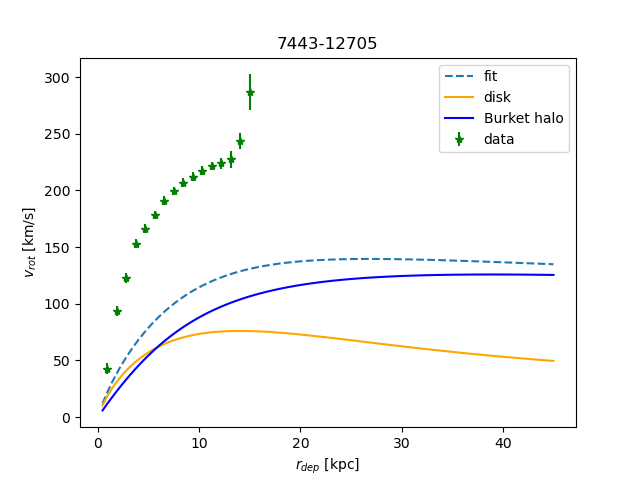 7443-12705
fit
disk
Burket halo
data
300
250
200
150
100
50
0
v_rot [km/s]
0 10 20 30 40
r_dep [kpc]